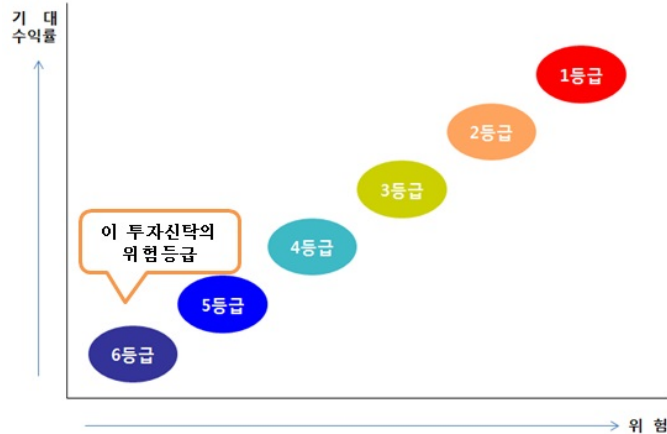 기 대
수익률
1등급
2등급
3등급
이 투자신탁의
위험등급
4등급
5등급
6등급
위 험